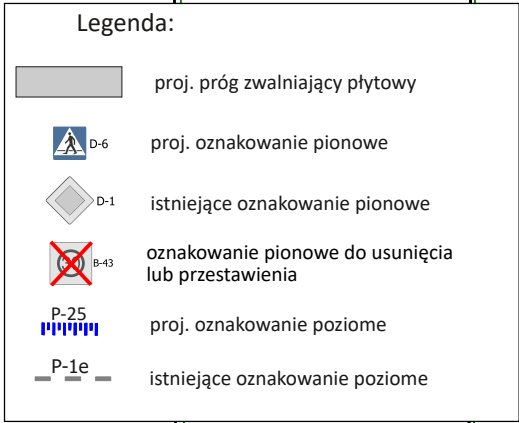 Legenda:
proj. próg zwalniający płytowy
D-6 proj. oznakowanie pionowe
D-1 istniejące oznakowanie pionowe
B-43 oznakowanie pionowe do usunięcia
lub przestawienia
P-25 proj. oznakowanie poziome
P-1e istniejące oznakowanie poziome